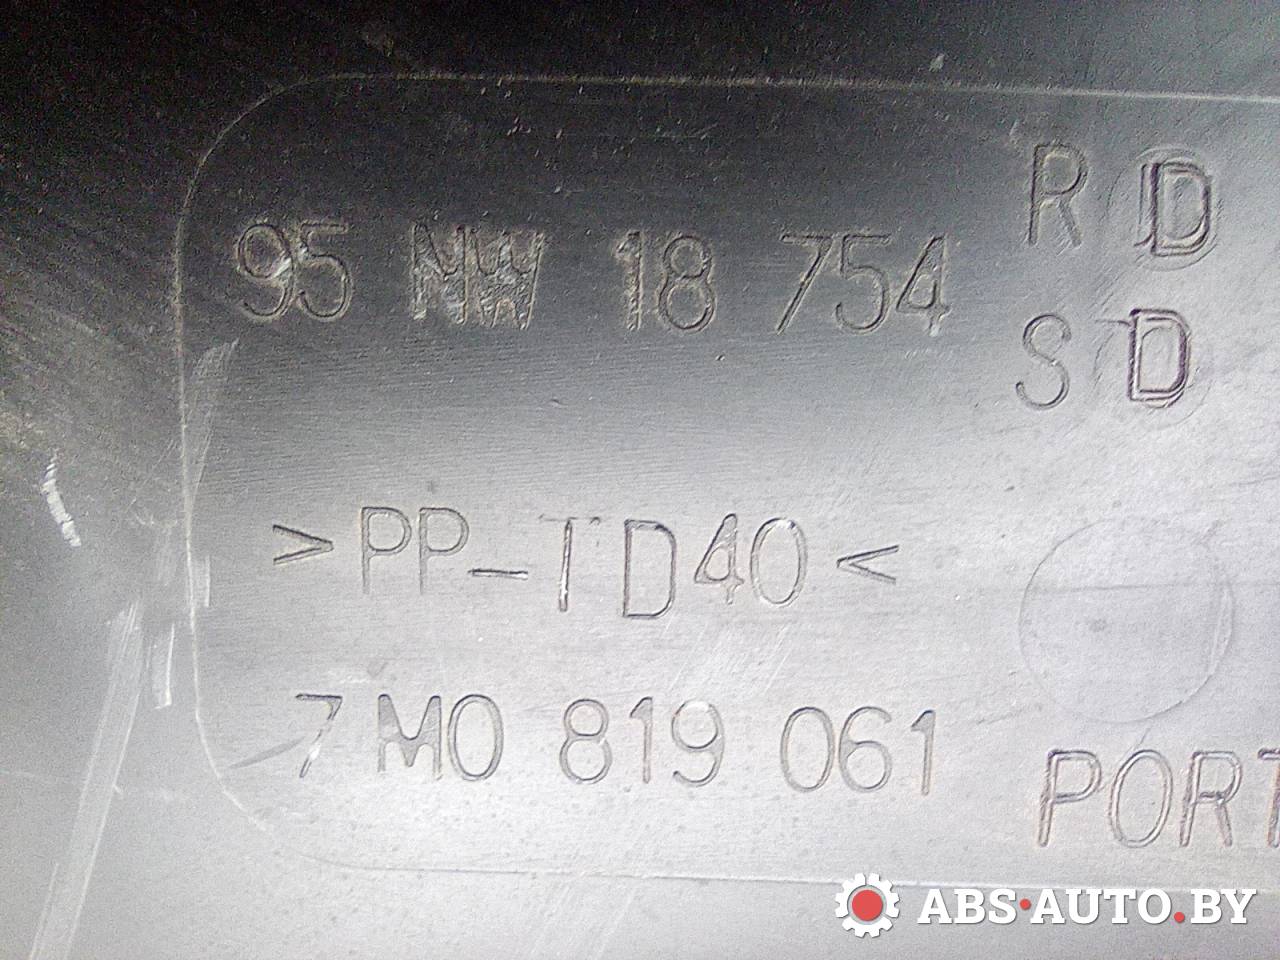 95 NW 18 754
R D
S D
>PP-TD40<
7M0 819 061
PORT
ABS·AUTO.BY